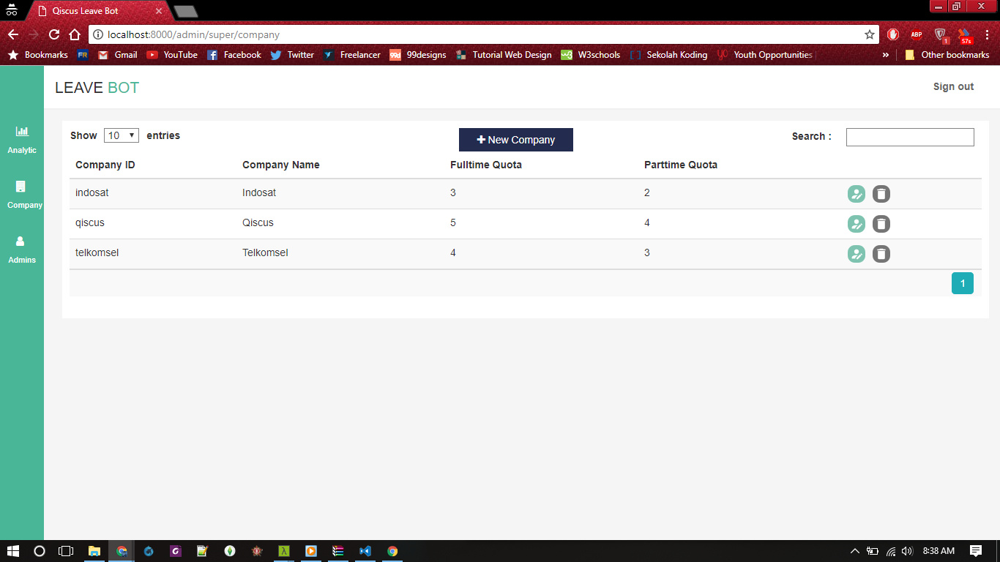 Qiscus Leave Bot
localhost:8000/admin/super/company
ABP
1
57s
Bookmarks FR Gmail YouTube Facebook Twitter Freelancer 99d 99designs Tutorial Web Design W3schools Sekolah Koding YO Youth Opportunities » Other bookmarks
LEAVE BOT
Sign out
Analytic
Company
Admins
Show 10 entries
New Company
Search :
Company ID Company Name Fulltime Quota Parttime Quota
indosat Indosat 3 2
qiscus Qiscus 5 4
telkomsel Telkomsel 4 3
1
8:38 AM